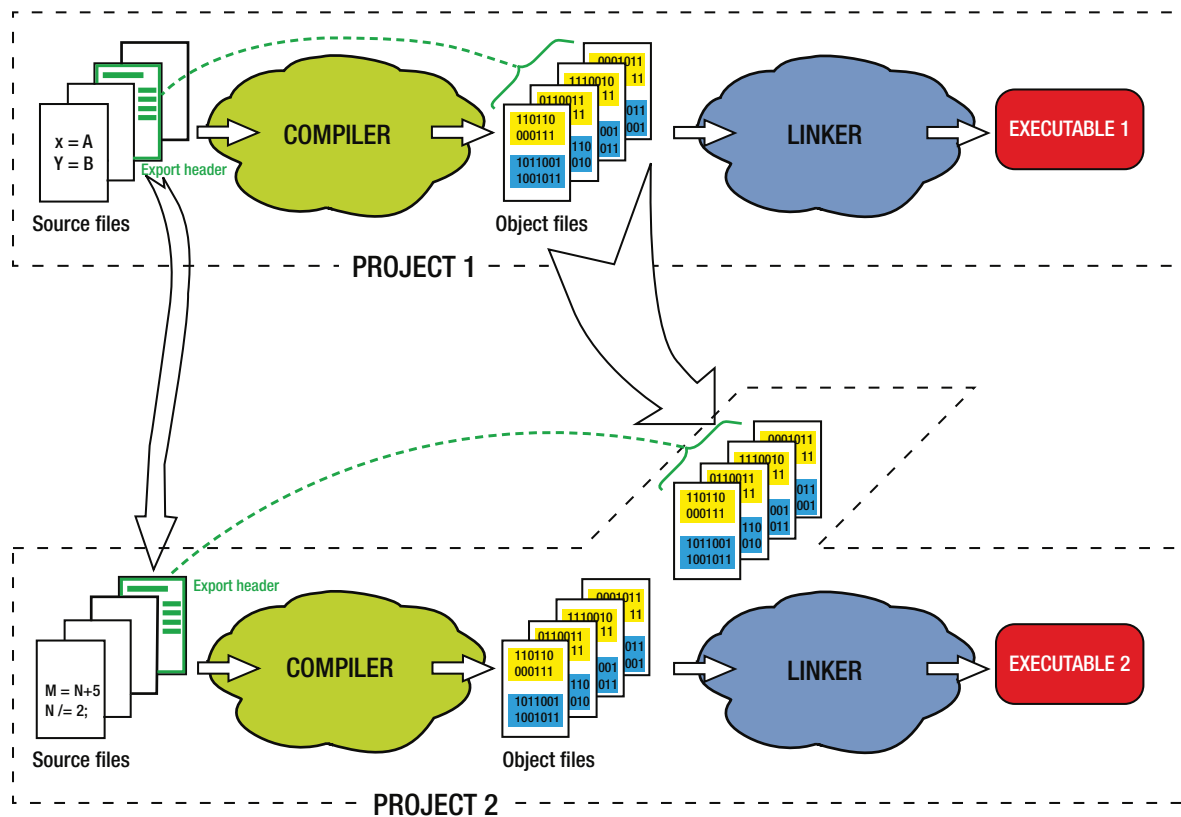 x = A
Y = B
Export header
Source files
COMPILER
0001011
11
1110010
11
0110011
11
110110
000111
011
001
001
011
110
010
1011001
1001011
Object files
LINKER
EXECUTABLE 1
PROJECT 1
0001011
11
1110010
11
0110011
11
110110
000111
011
001
001
011
110
010
1011001
1001011
Export header
M = N+5
N /= 2;
Source files
COMPILER
0001011
11
1110010
11
0110011
11
110110
000111
011
001
001
011
110
010
1011001
1001011
Object files
LINKER
EXECUTABLE 2
PROJECT 2